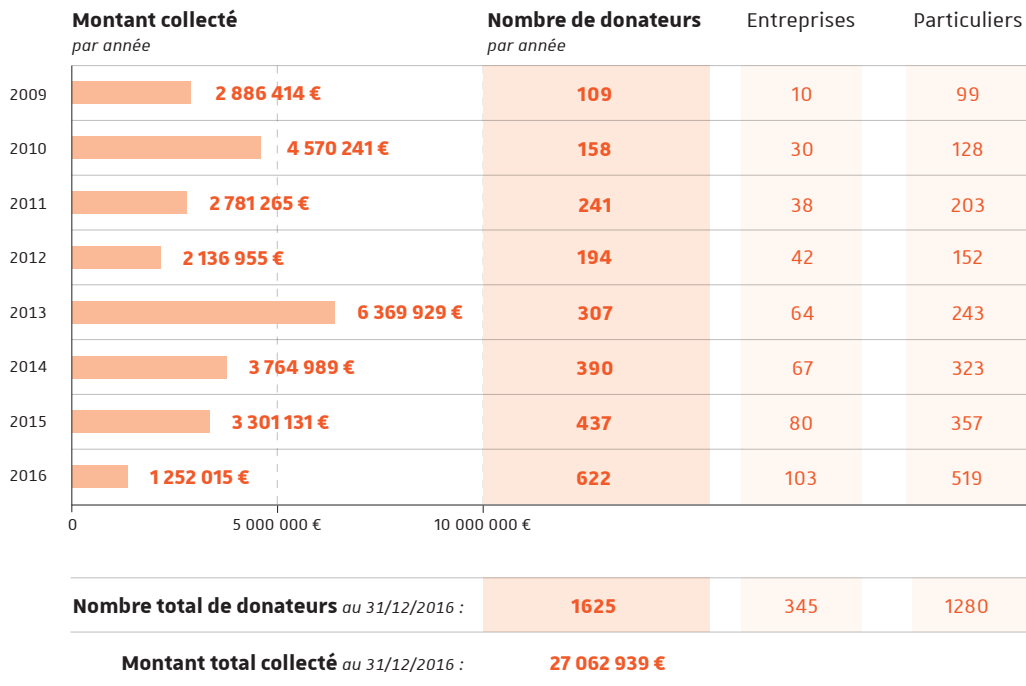 Montant collecté Nombre de donateurs Entreprises Particuliers
par année par année
2009 2 886 414 € 109 10 99
2010 4 570 241 € 158 30 128
2011 2 781 265 € 241 38 203
2012 2 136 955 € 194 42 152
2013 6 369 929 € 307 64 243
2014 3 764 989 € 390 67 323
2015 3 301 131 € 437 80 357
2016 1 252 015 € 622 103 519
0 5 000 000 € 10 000 000 €
Nombre total de donateurs au 31/12/2016 : 1625 345 1280
Montant total collecté au 31/12/2016 : 27 062 939 €